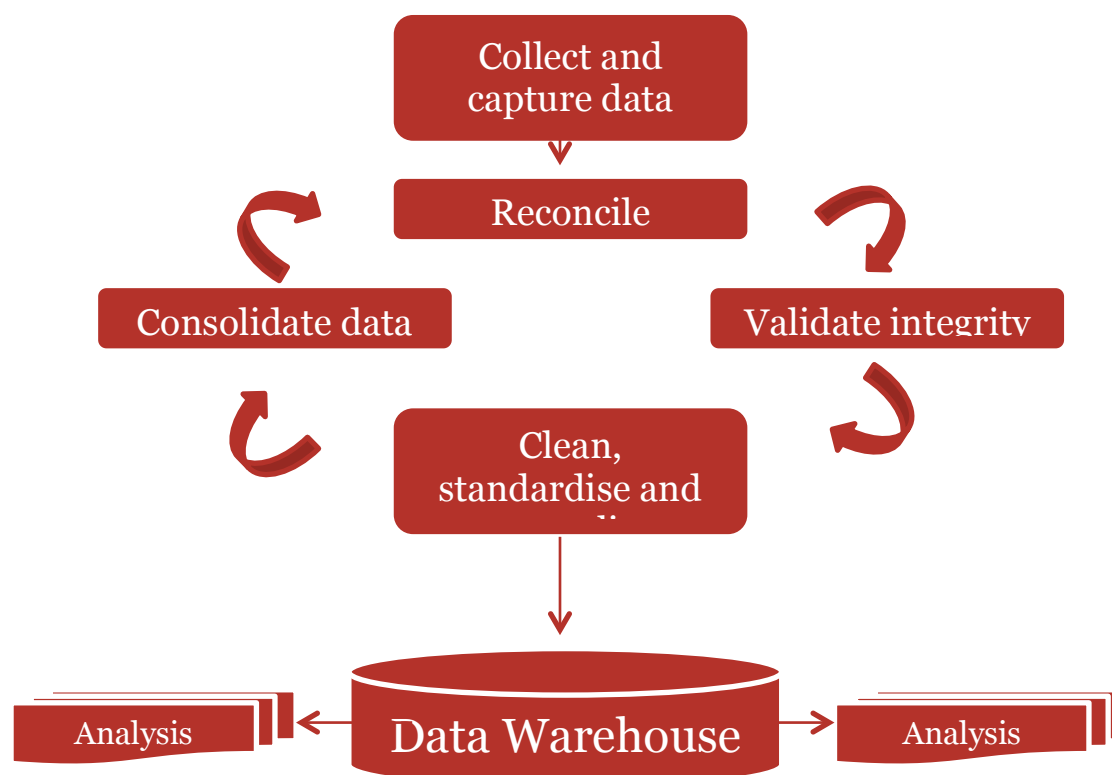 Collect and
capture data
Reconcile
Consolidate data
Validate integrity
Clean,
standardise and
Data Warehouse
Analysis
Analysis